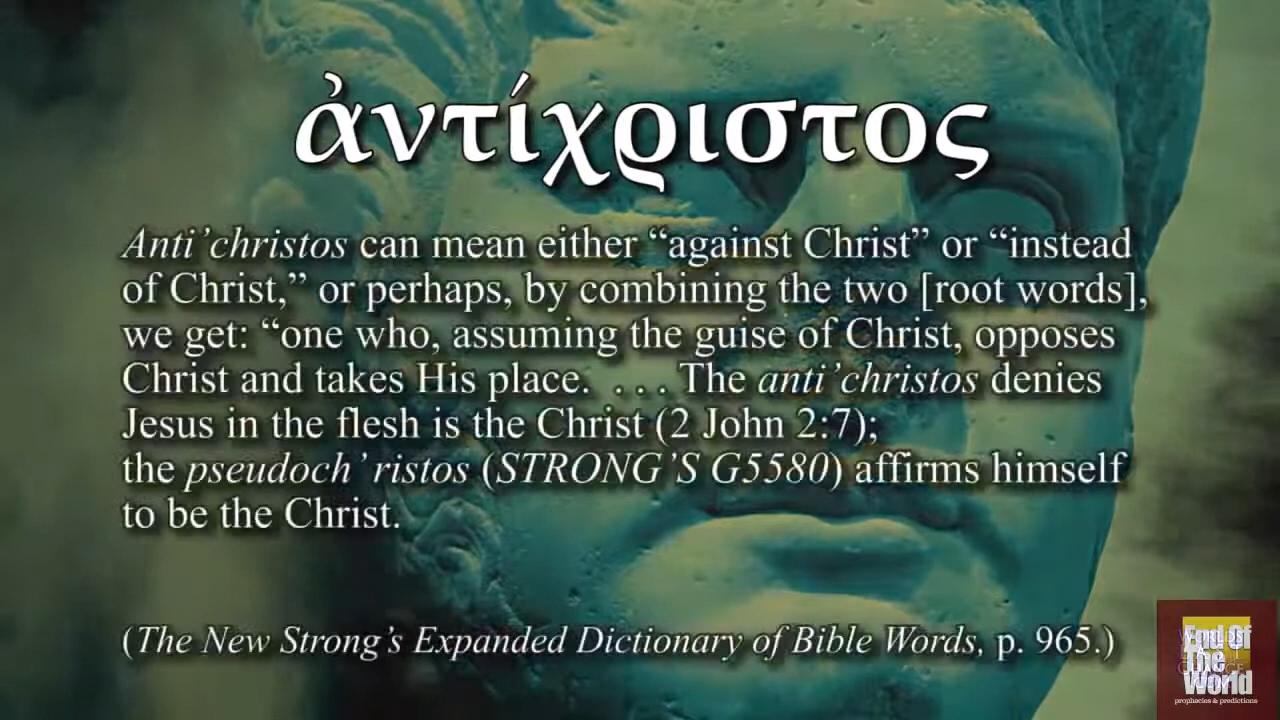 ἀντίχριστος
Anti’christos can mean either “against Christ” or “instead
of Christ,” or perhaps, by combining the two [root words],
we get: “one who, assuming the guise of Christ, opposes
Christ and takes His place. . . . The anti’christos denies
Jesus in the flesh is the Christ (2 John 2:7);
the pseudoch’ristos (STRONG’S G5580) affirms himself
to be the Christ.
(The New Strong’s Expanded Dictionary of Bible Words, p. 965.)
End Of
The
World
prophacies & predictions